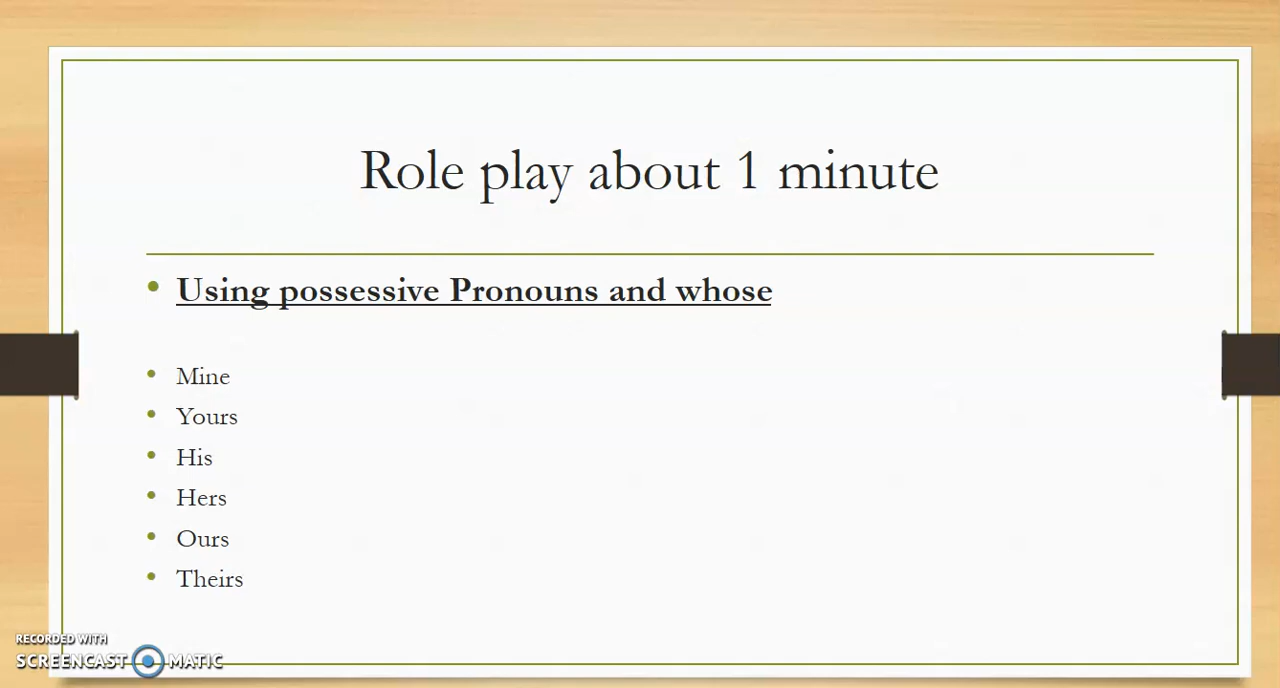 Role play about 1 minute
Using possessive Pronouns and whose
Mine
Yours
His
Hers
Ours
Theirs
RECORDED WITH
SCREENCAST MATIC